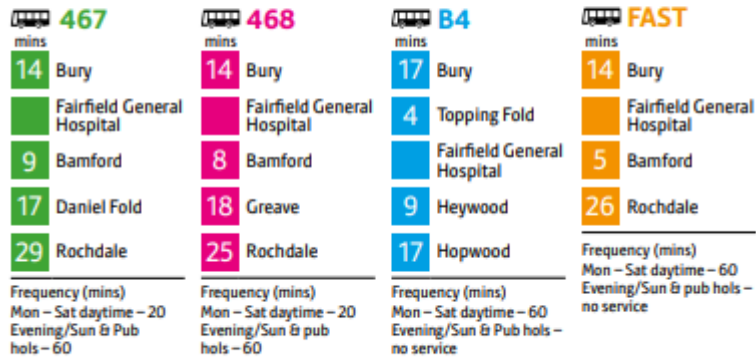 467
mins
14 Bury
Fairfield General
Hospital
9 Bamford
17 Daniel Fold
29 Rochdale
Frequency (mins)
Mon – Sat daytime – 20
Evening/Sun & Pub
hols – 60
468
mins
14 Bury
Fairfield General
Hospital
8 Bamford
18 Greave
25 Rochdale
Frequency (mins)
Mon – Sat daytime – 20
Evening/Sun & pub
hols – 60
B4
mins
17 Bury
4 Topping Fold
Fairfield General
Hospital
9 Heywood
17 Hopwood
Frequency (mins)
Mon – Sat daytime – 60
Evening/Sun & Pub hols –
no service
FAST
mins
14 Bury
Fairfield General
Hospital
5 Bamford
26 Rochdale
Frequency (mins)
Mon – Sat daytime – 60
Evening/Sun & pub hols –
no service